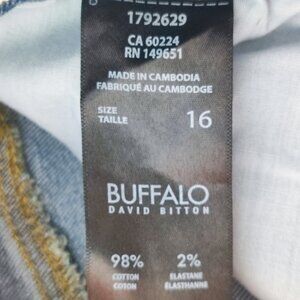 1792629
CA 60224
RN 149651
MADE IN CAMBODIA
FABRIQUÉ AU CAMBODGE
SIZE
TAILLE 16
BUFFALO
DAVID BITTON
98% 2%
COTTON ELASTANE
COTON ÉLASTHANNE